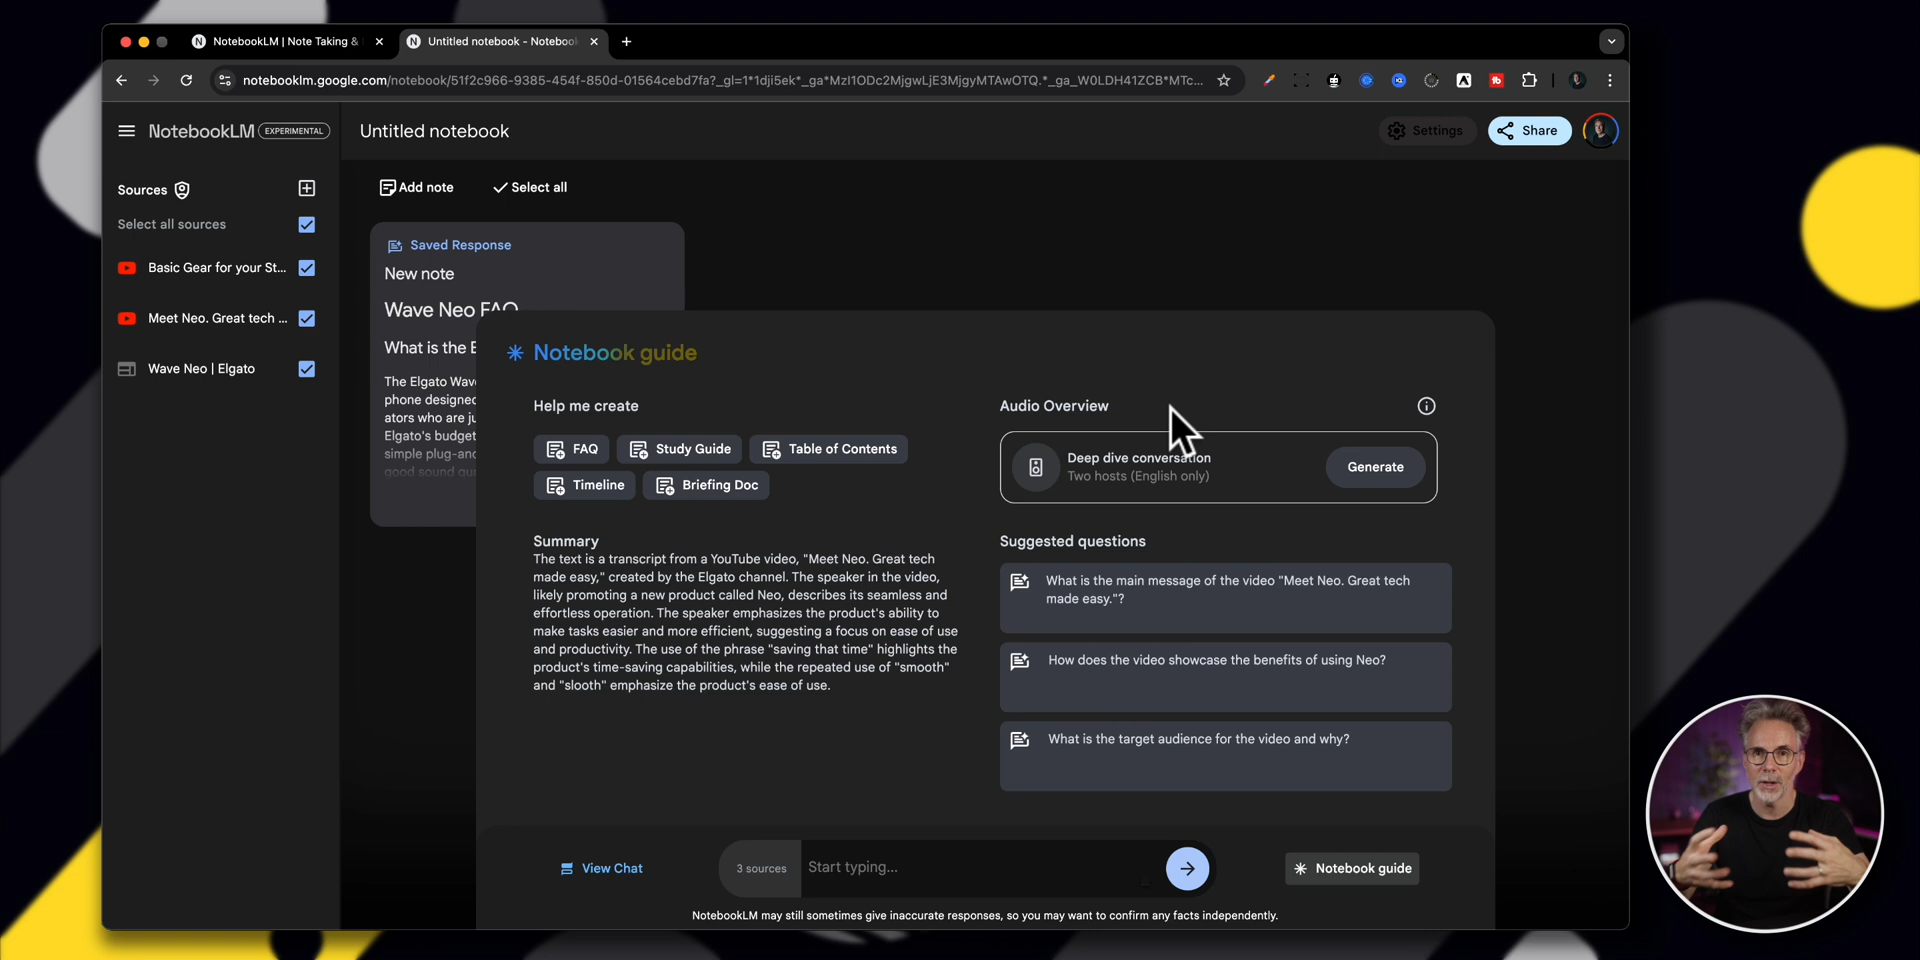 NotebookLM | Note Taking &
Untitled notebook - Noteboo
notebooklm.google.com/notebook/51f2c966-9385-454f-850d-01564cebd7fa?_gl=1*1dji5ek*_ga*MzI1ODc2MjgwLjE3MjgyMTAwOTQ.*_ga_W0LDH41ZCB*MTc...
NotebookLM EXPERIMENTAL
Untitled notebook
Settings
Share
Sources
Select all sources
Basic Gear for your St...
Meet Neo. Great tech ...
Wave Neo | Elgato
Add note
Select all
Saved Response
New note
Wave Neo FAQ
What is the E
The Elgato Wav
phone designed
ators who are ju
Elgato's budget
simple plug-and
good sound qu
Notebook guide
Help me create
FAQ
Study Guide
Table of Contents
Timeline
Briefing Doc
Summary
The text is a transcript from a YouTube video, "Meet Neo. Great tech
made easy," created by the Elgato channel. The speaker in the video,
likely promoting a new product called Neo, describes its seamless and
effortless operation. The speaker emphasizes the product's ability to
make tasks easier and more efficient, suggesting a focus on ease of use
and productivity. The use of the phrase "saving that time" highlights the
product's time-saving capabilities, while the repeated use of "smooth"
and "slooth" emphasize the product's ease of use.
Audio Overview
Deep dive conversation
Two hosts (English only)
Generate
Suggested questions
What is the main message of the video "Meet Neo. Great tech
made easy."?
How does the video showcase the benefits of using Neo?
What is the target audience for the video and why?
View Chat
3 sources
Start typing...
Notebook guide
NotebookLM may still sometimes give inaccurate responses, so you may want to confirm any facts independently.